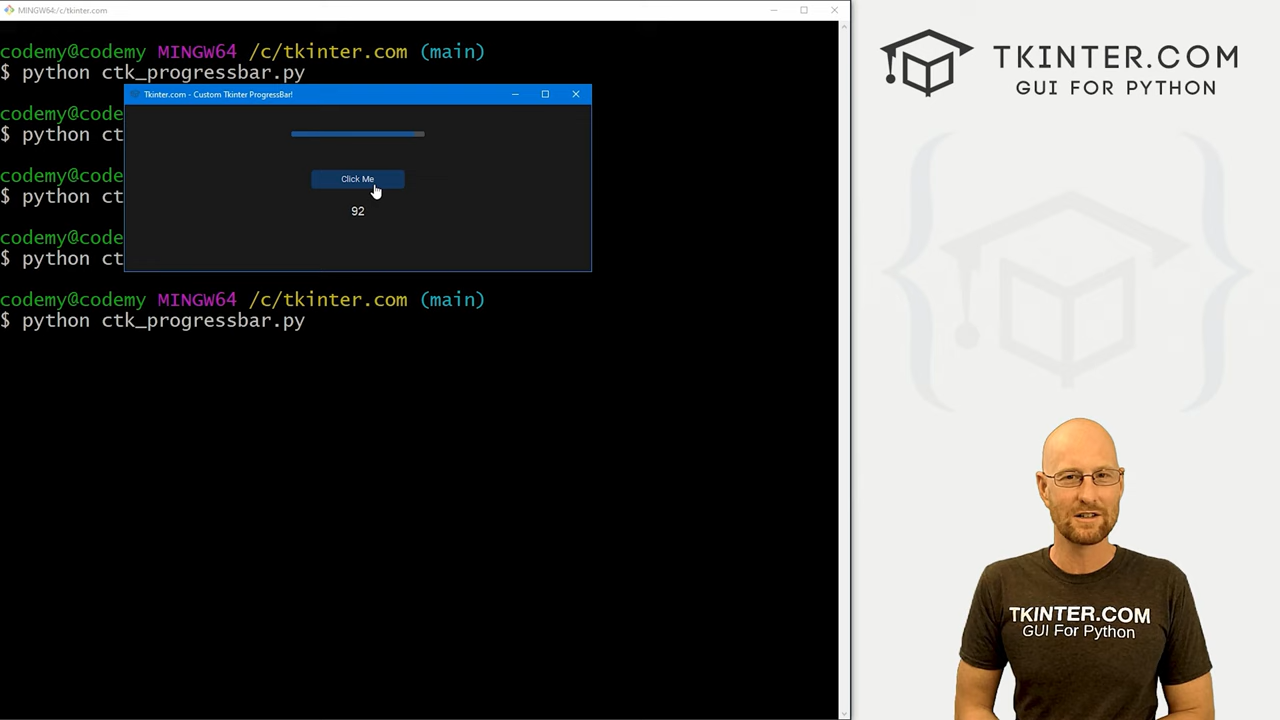 MINGW64:/c/tkinter.com
codemy@codemy MINGW64 /c/tkinter.com (main)
$ python ctk_progressbar.py
Tkinter.com - Custom Tkinter ProgressBar!
codemy@code
$ python ct
Click Me
codemy@code
$ python ct
92
codemy@code
$ python ct
codemy@codemy MINGW64 /c/tkinter.com (main)
$ python ctk_progressbar.py
TKINTER.COM
GUI FOR PYTHON
TKINTER.COM
GUI For Python